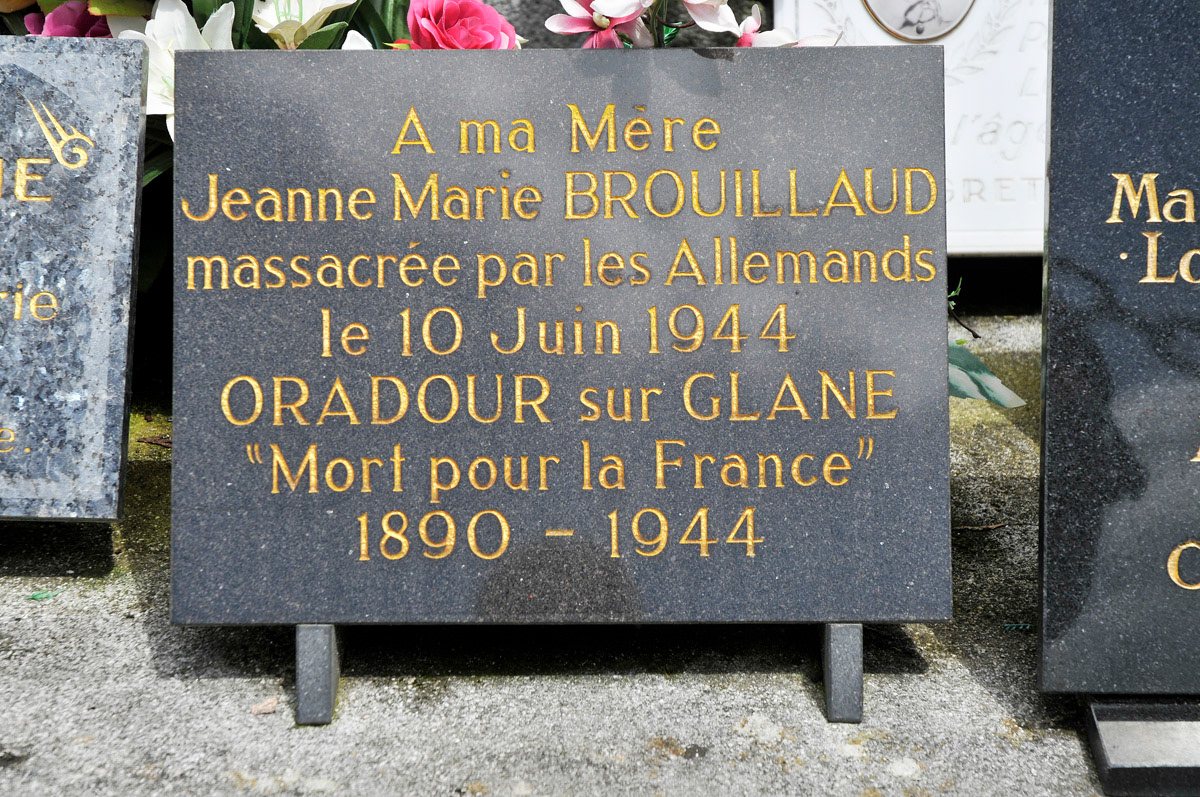 A ma Mère
Jeanne Marie BROUILLAUD
massacrée par les Allemands
le 10 Juin 1944
ORADOUR sur GLANE
"Mort pour la France"
1890 - 1944